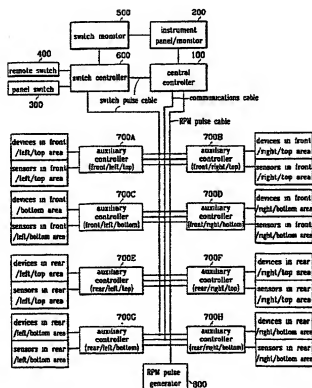 500
200
switch monitor
instrument
panel/monitor
400
600
100
remote switch
switch controller
central
controller
panel switch
300
switch pulse cable
communications cable
RPM pulse cable
700A
700B
devices in front
/left/top area
sensors in front
/left/top area
auxiliary
controller
(front/left/top)
auxiliary
controller
(front/right/top)
devices in front
/right/top area
sensors in front
/right/top area
700C
700D
devices in front
/bottom area
sensors in front
/left/bottom area
auxiliary
controller
(front/left/bottom)
auxiliary
controller
(front/right/bottom)
devices in front
/right/bottom area
sensors in front
/right/bottom area
700E
700F
devices in rear
/left/top area
sensors in rear
/left/top area
auxiliary
controller
(rear/left/top)
auxiliary
controller
(rear/right/top)
devices in rear
/right/top area
sensors in rear
/right/top area
700G
700H
devices in rear
/left/bottom area
sensors in rear
/left/bottom area
auxiliary
controller
(rear/left/bottom)
auxiliary
controller
(rear/right/bottom)
devices in rear
/right/bottom area
sensors in rear
/right/bottom area
RPM pulse
generator
800